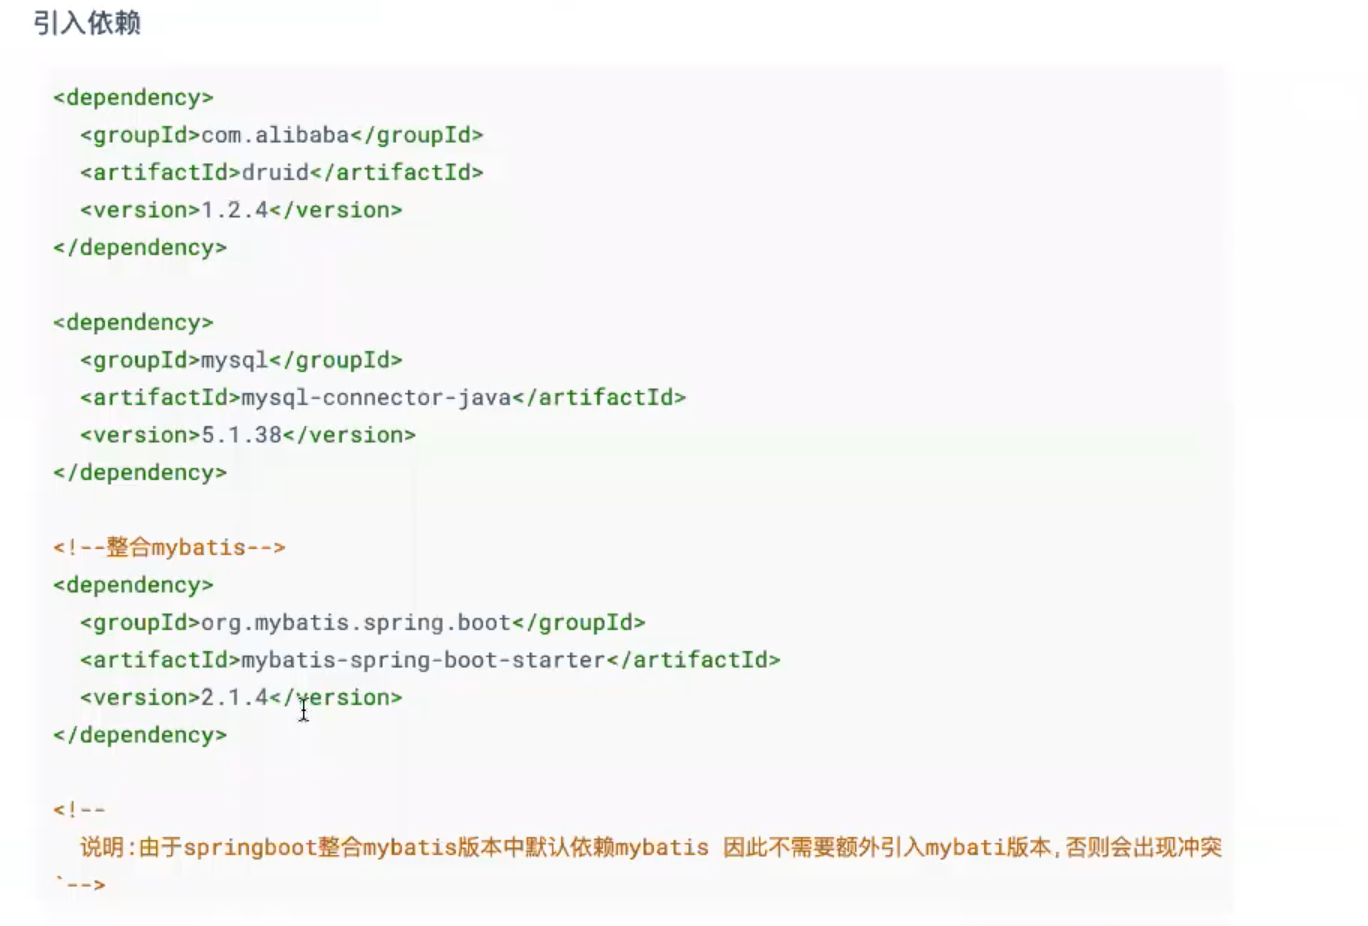 引入依赖
<dependency>
  <groupId>com.alibaba</groupId>
  <artifactId>druid</artifactId>
  <version>1.2.4</version>
</dependency>
<dependency>
  <groupId>mysql</groupId>
  <artifactId>mysql-connector-java</artifactId>
  <version>5.1.38</version>
</dependency>
<!--整合mybatis-->
<dependency>
  <groupId>org.mybatis.spring.boot</groupId>
  <artifactId>mybatis-spring-boot-starter</artifactId>
  <version>2.1.4</version>
</dependency>
<!--
  说明:由于springboot整合mybatis版本中默认依赖mybatis 因此不需要额外引入mybati版本,否则会出现冲突
`-->